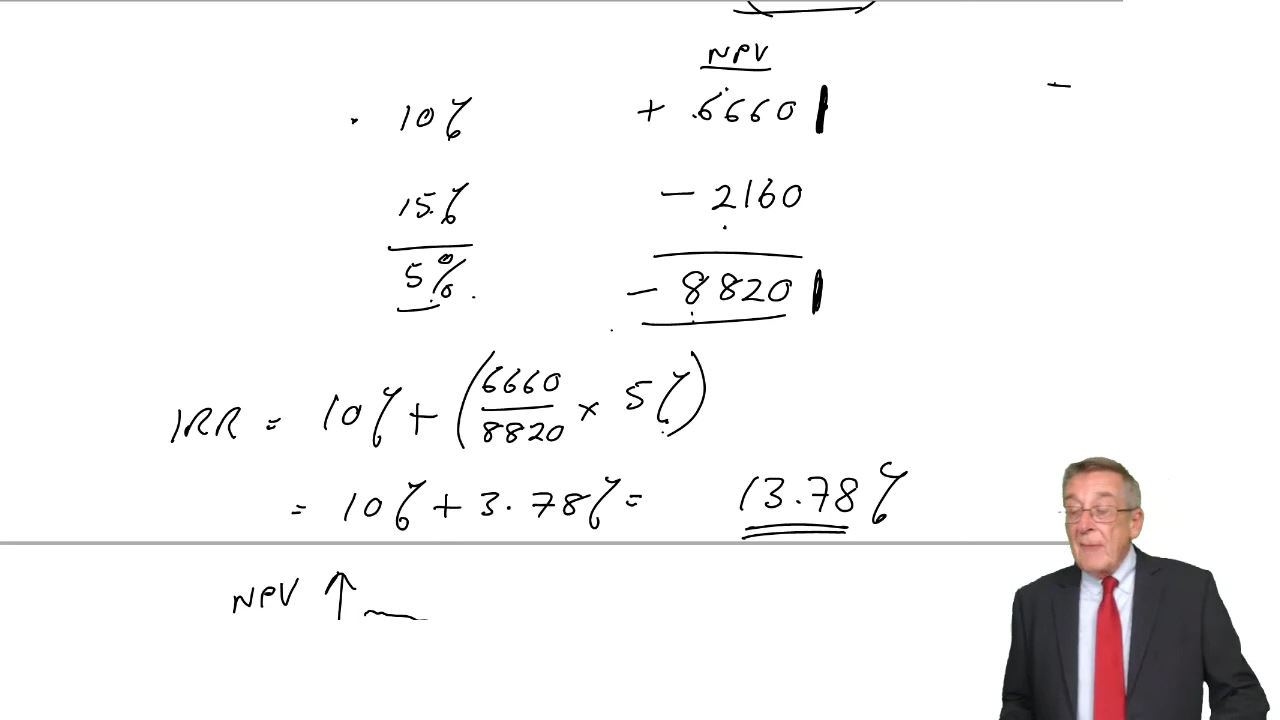 NPV
10% + 6660
15% - 2160
5% - 8820
IRR = 10% + (6660/8820 × 5%)
= 10% + 3.78% = 13.78%
NPV ↑